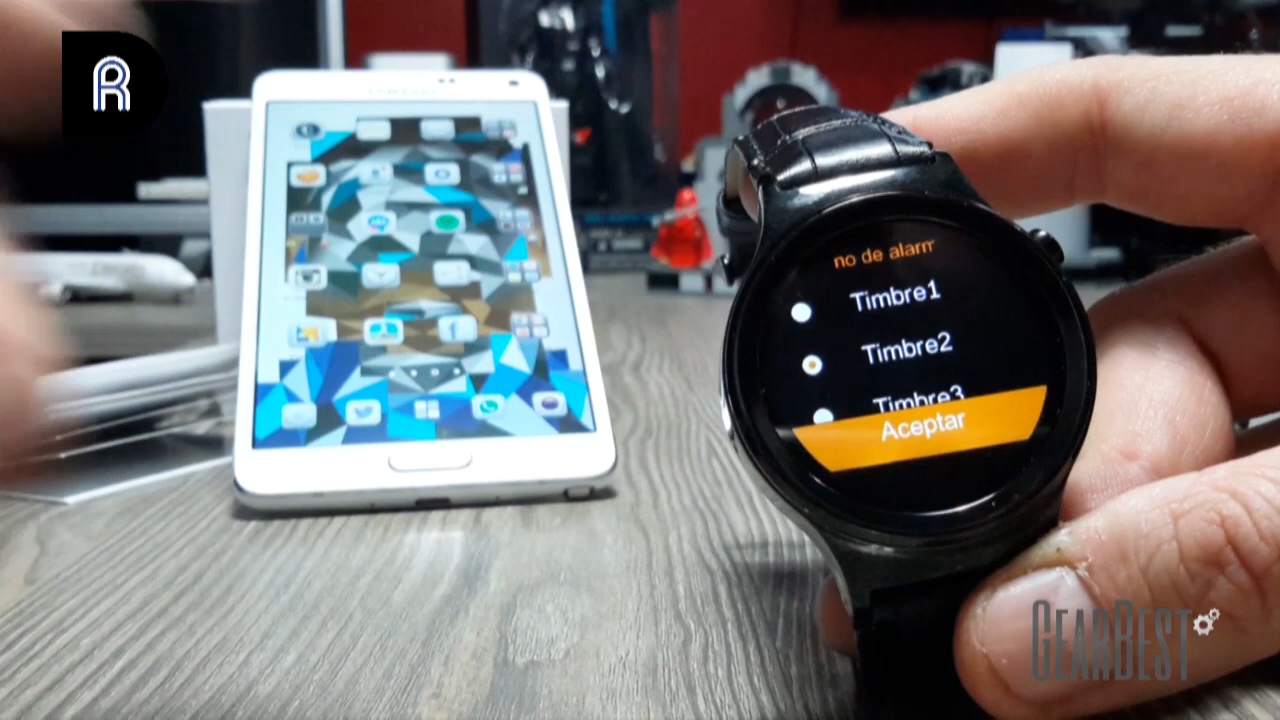 R
no de alarm
Timbre1
Timbre2
Timbre3
Aceptar
GEARBEST